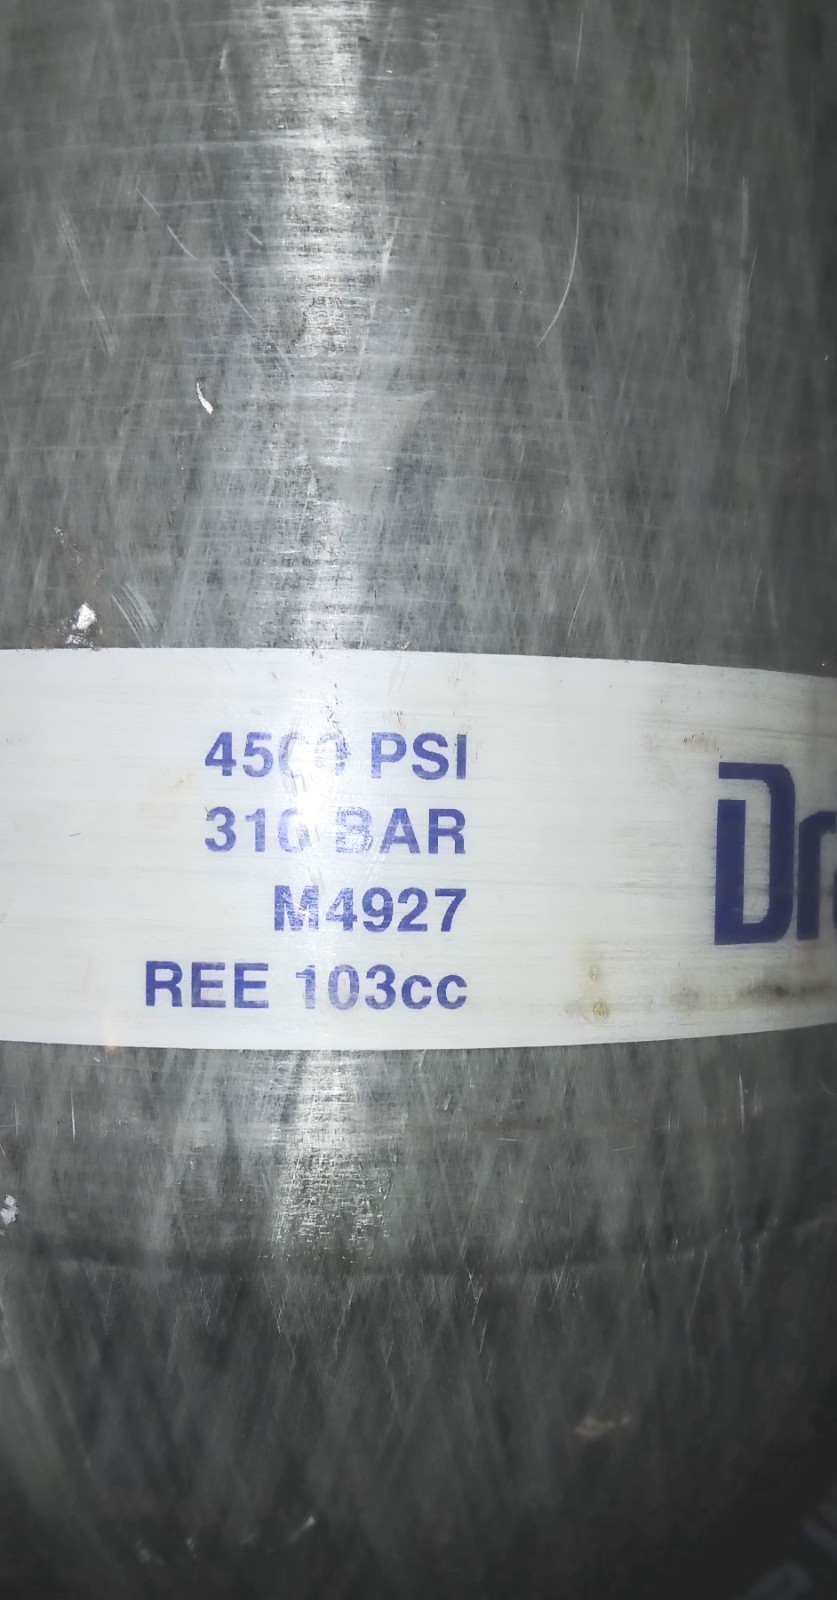 4500 PSI
310 BAR
M4927
REE 103cc